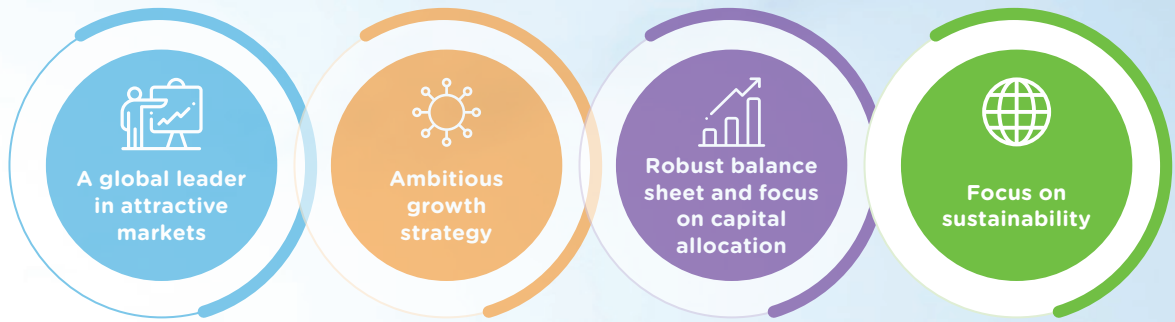 A global leader
in attractive
markets
Ambitious
growth
strategy
Robust balance
sheet and focus
on capital
allocation
Focus on
sustainability